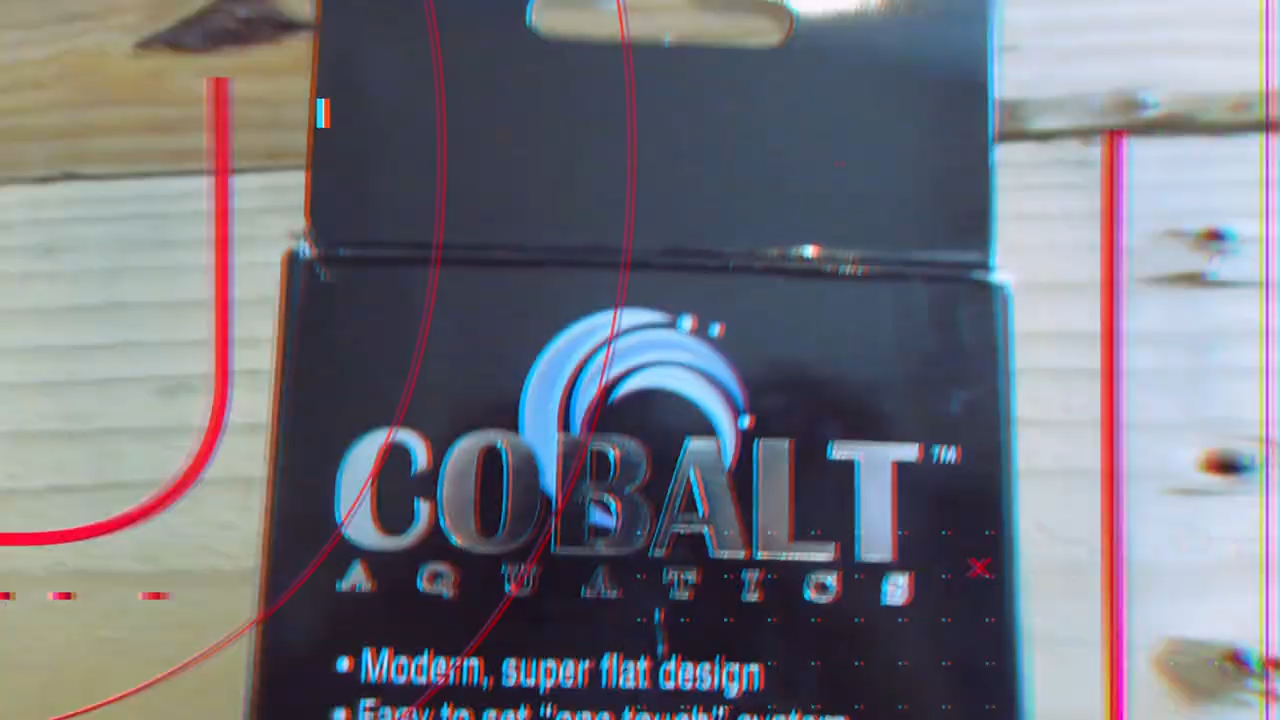 COBALT™
AQUATICS
• Modern, super flat design
• Easy to set "one touch" system